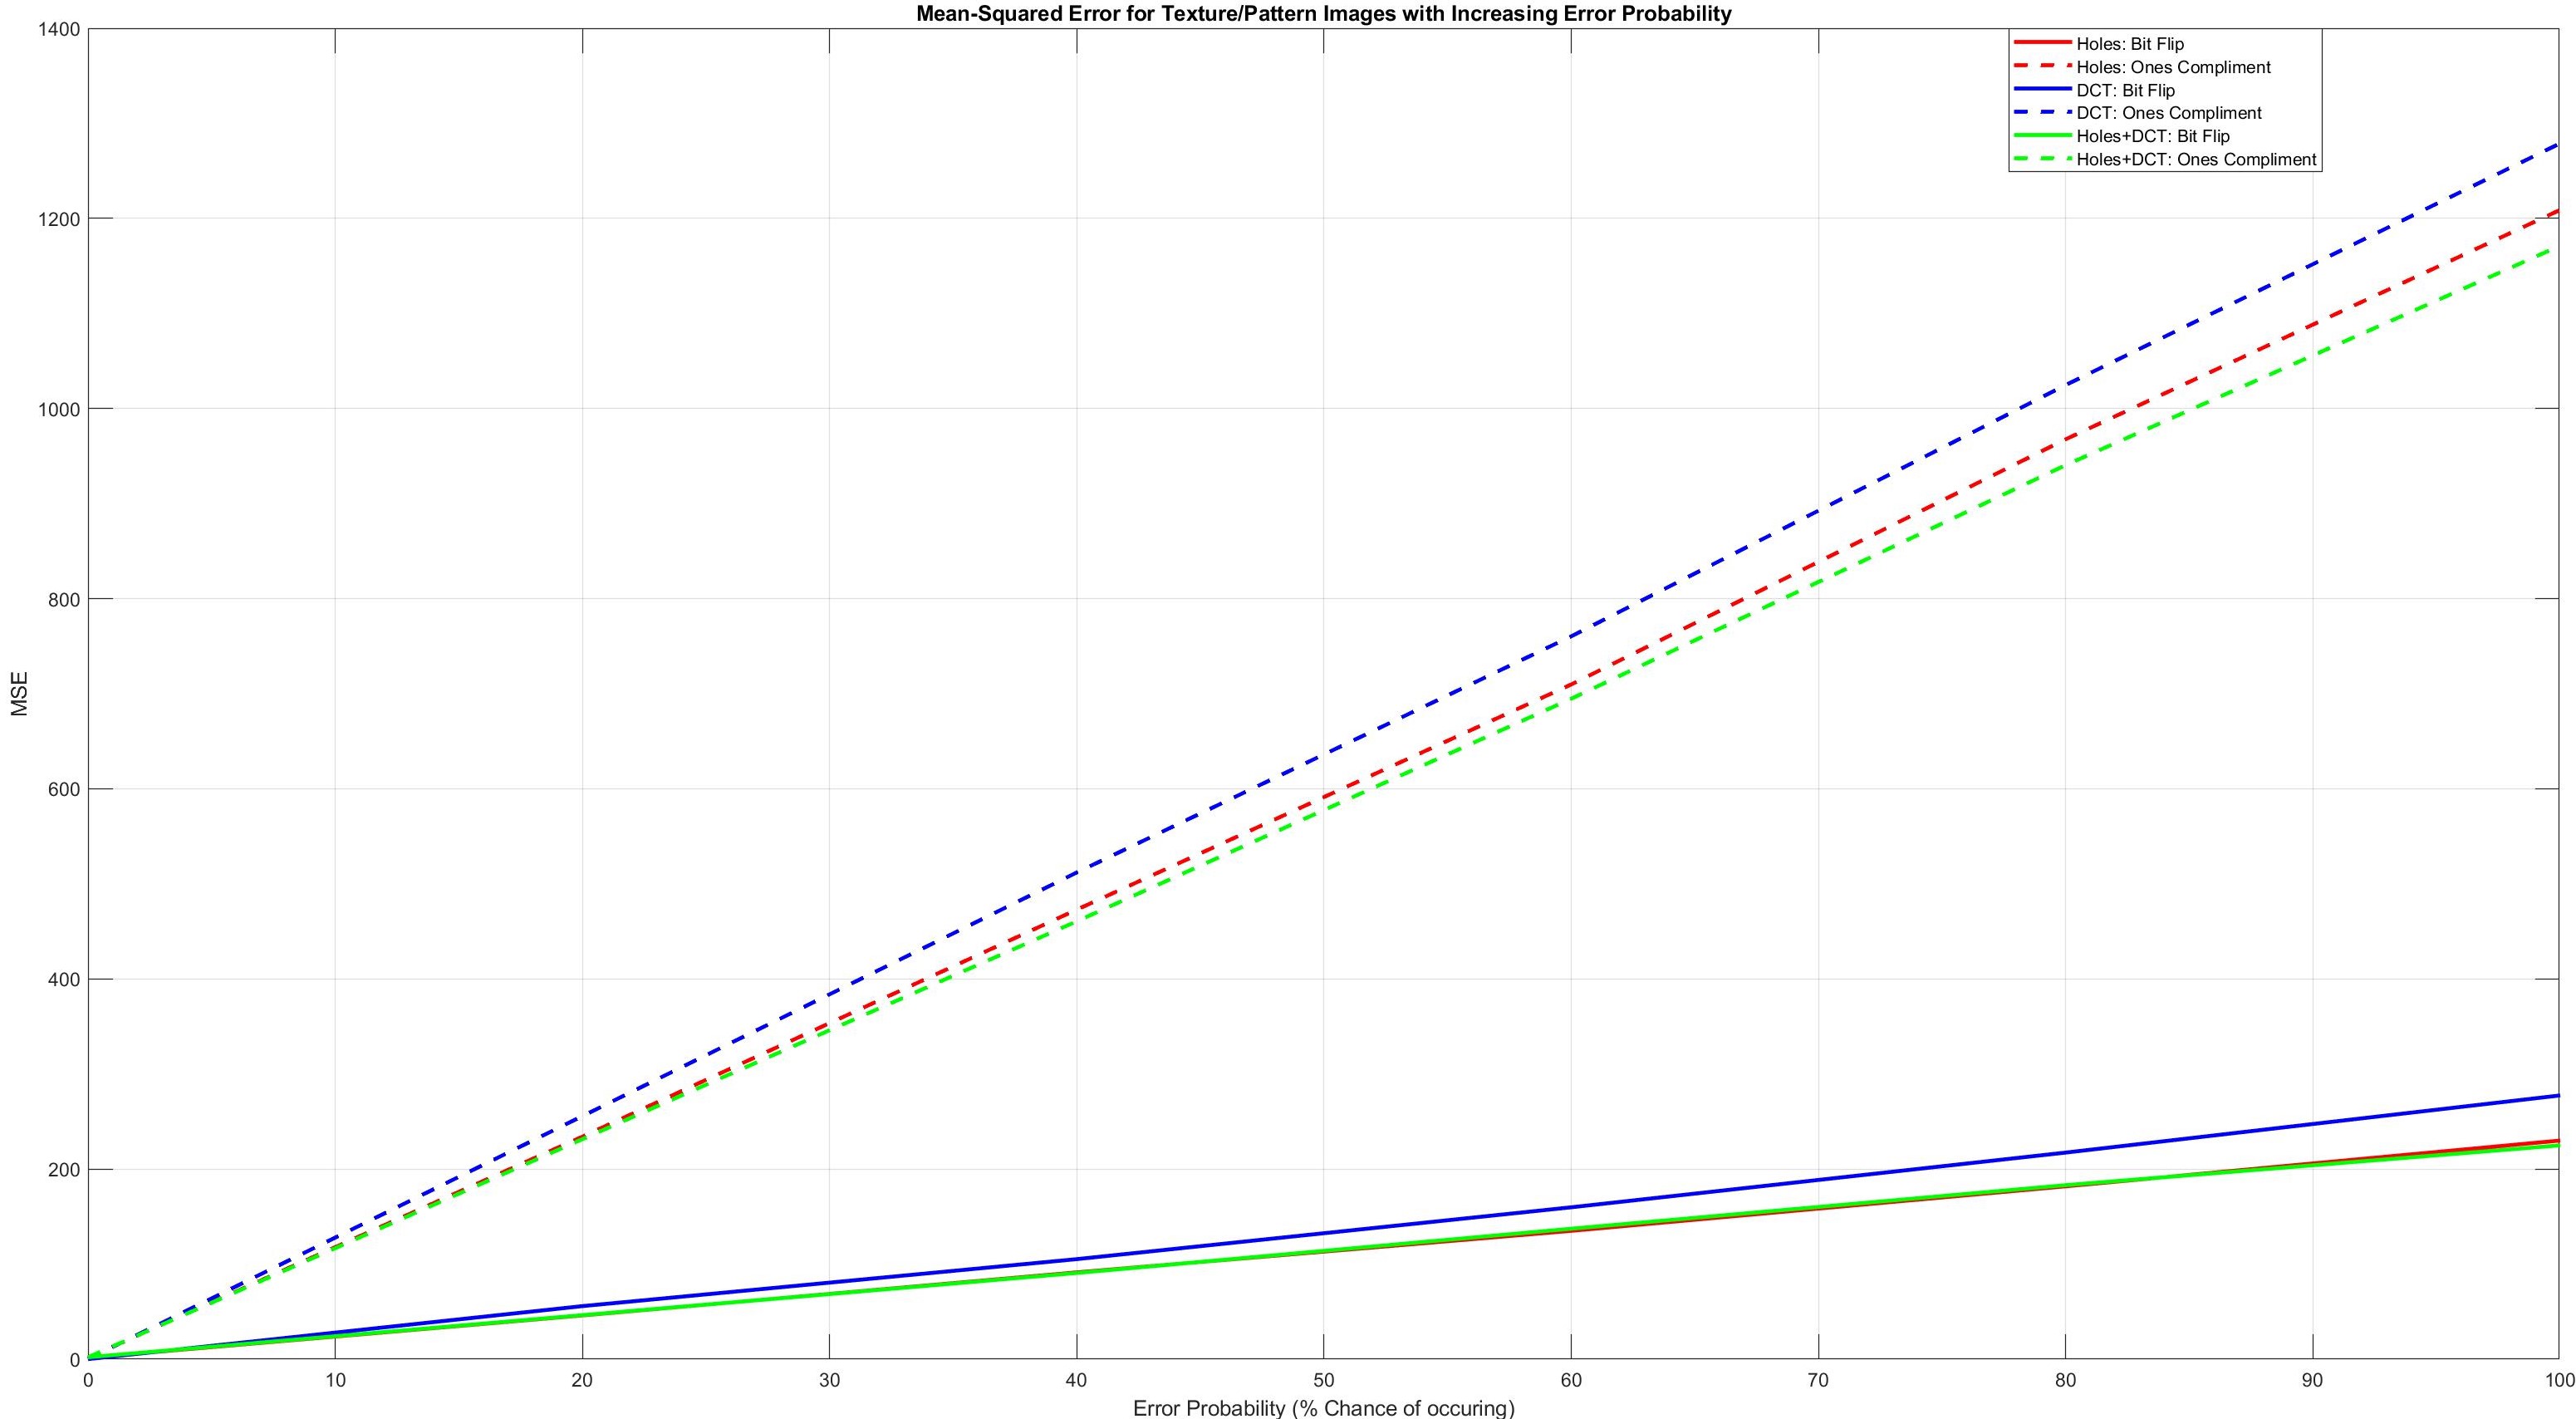 Mean-Squared Error for Texture/Pattern Images with Increasing Error Probability
1400
1200
1000
800
600
400
200
0
MSE
Holes: Bit Flip
Holes: Ones Compliment
DCT: Bit Flip
DCT: Ones Compliment
Holes+DCT: Bit Flip
Holes+DCT: Ones Compliment
0 10 20 30 40 50 60 70 80 90 100
Error Probability (% Chance of occuring)